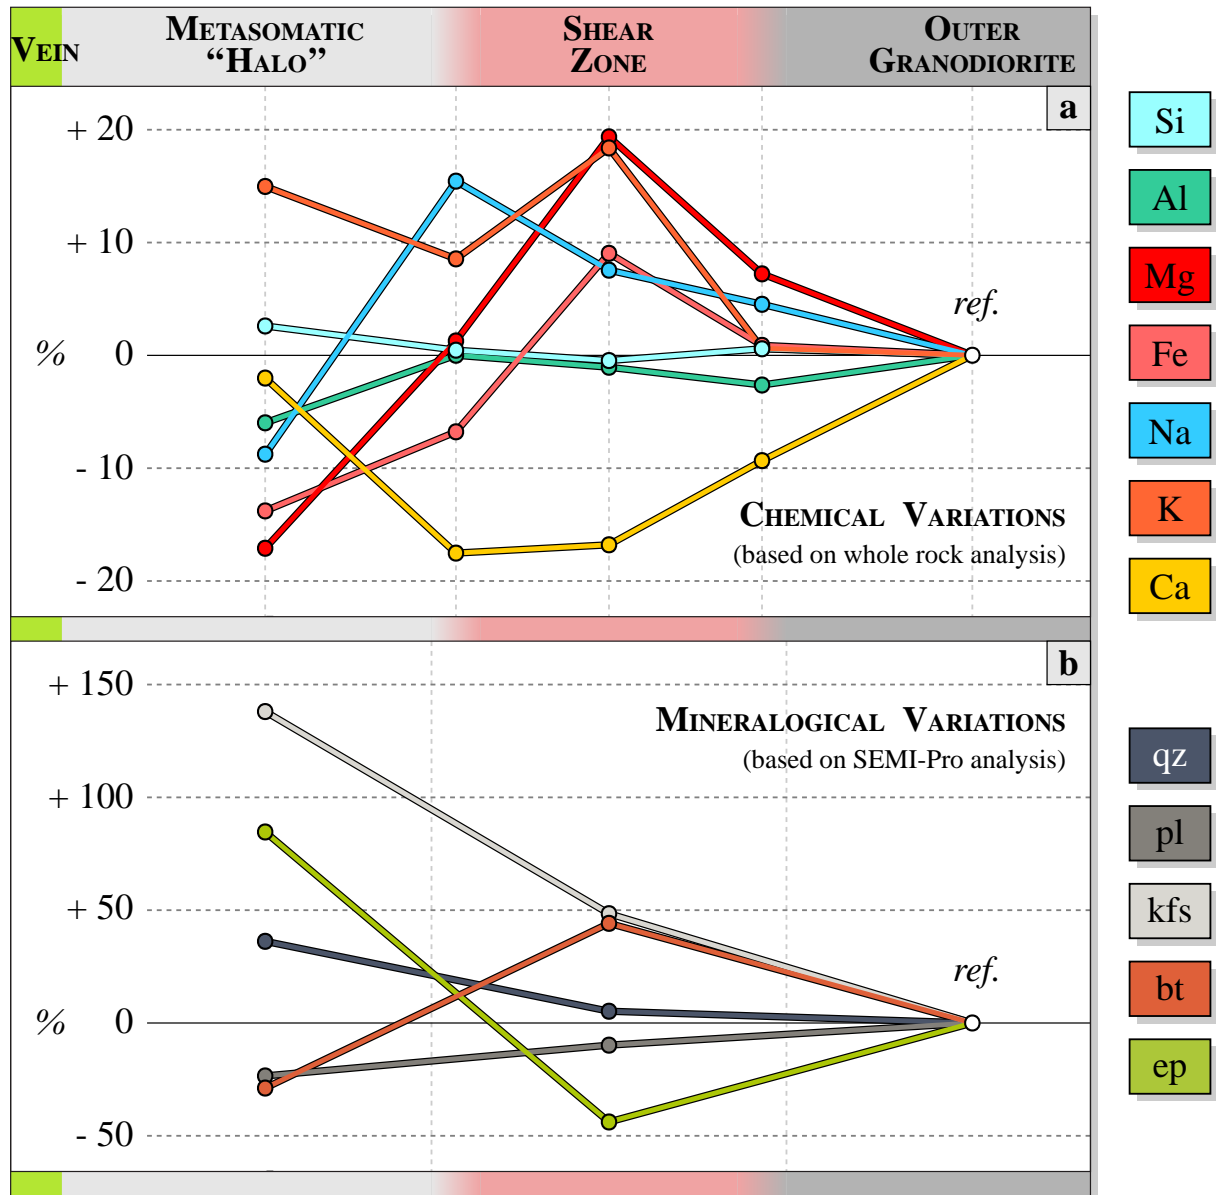 VEIN
METASOMATIC
“HALO”
SHEAR
ZONE
OUTER
GRANODIORITE
a
+ 20
+ 10
% 0
- 10
- 20
ref.
CHEMICAL VARIATIONS
(based on whole rock analysis)
Si
Al
Mg
Fe
Na
K
Ca
b
+ 150
+ 100
+ 50
% 0
- 50
MINERALOGICAL VARIATIONS
(based on SEMI-Pro analysis)
ref.
qz
pl
kfs
bt
ep